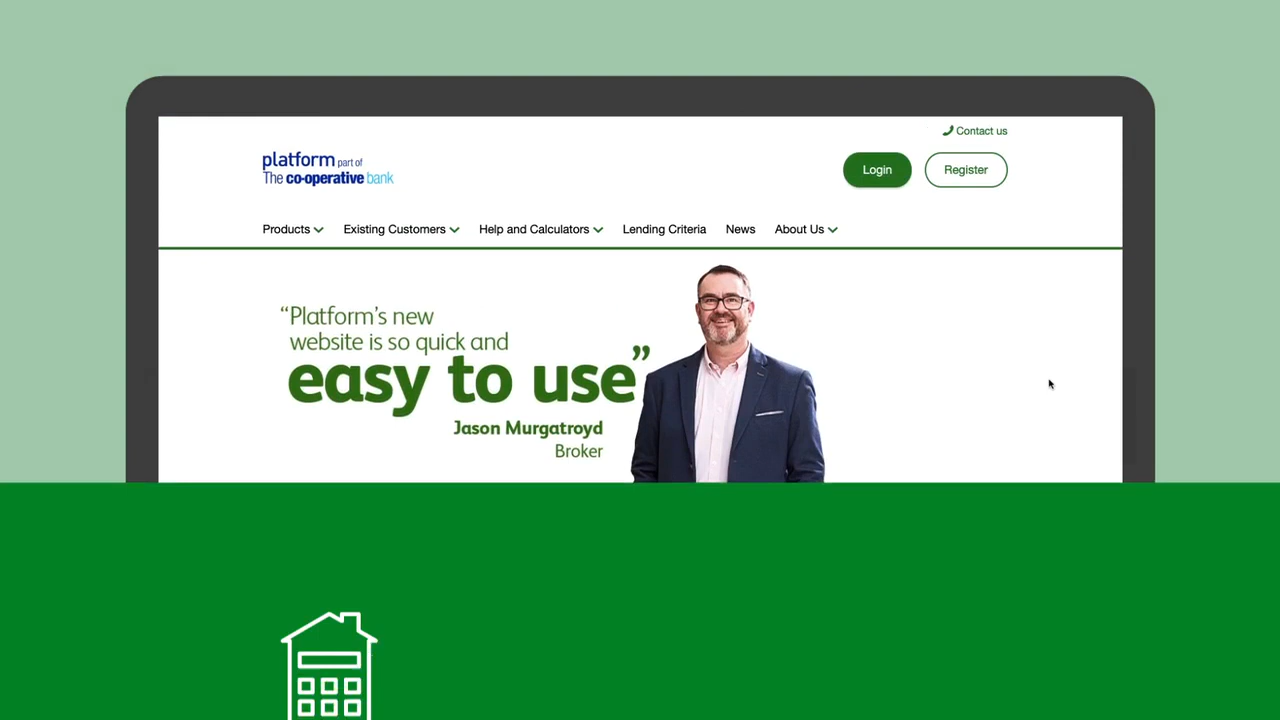 Contact us
platform part of
The co-operative bank
Login
Register
Products
Existing Customers
Help and Calculators
Lending Criteria
News
About Us
“Platform’s new
website is so quick and
easy to use”
Jason Murgatroyd
Broker